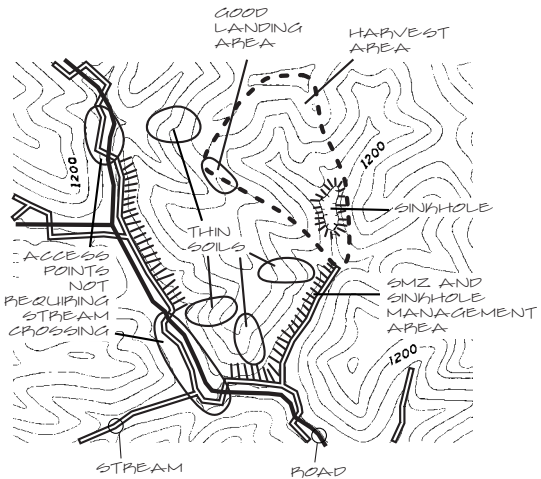 GOOD
LANDING
AREA
HARVEST
AREA
1200
1200
SINKHOLE
THIN
SOILS
ACCESS
POINTS
NOT
REQUIRING
STREAM
CROSSING
SMZ AND
SINKHOLE
MANAGEMENT
AREA
1200
STREAM
ROAD